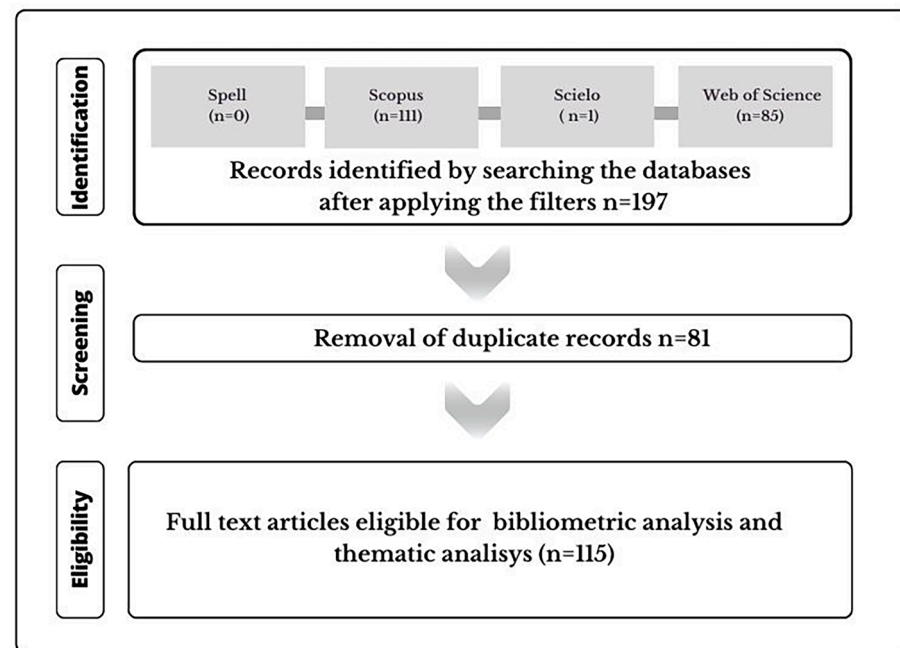 Identification
Spell
(n=0)
Scopus
(n=111)
Scielo
( n=1)
Web of Science
(n=85)
Records identified by searching the databases
after applying the filters n=197
Screening
Removal of duplicate records n=81
Eligibility
Full text articles eligible for bibliometric analysis and
thematic analisys (n=115)